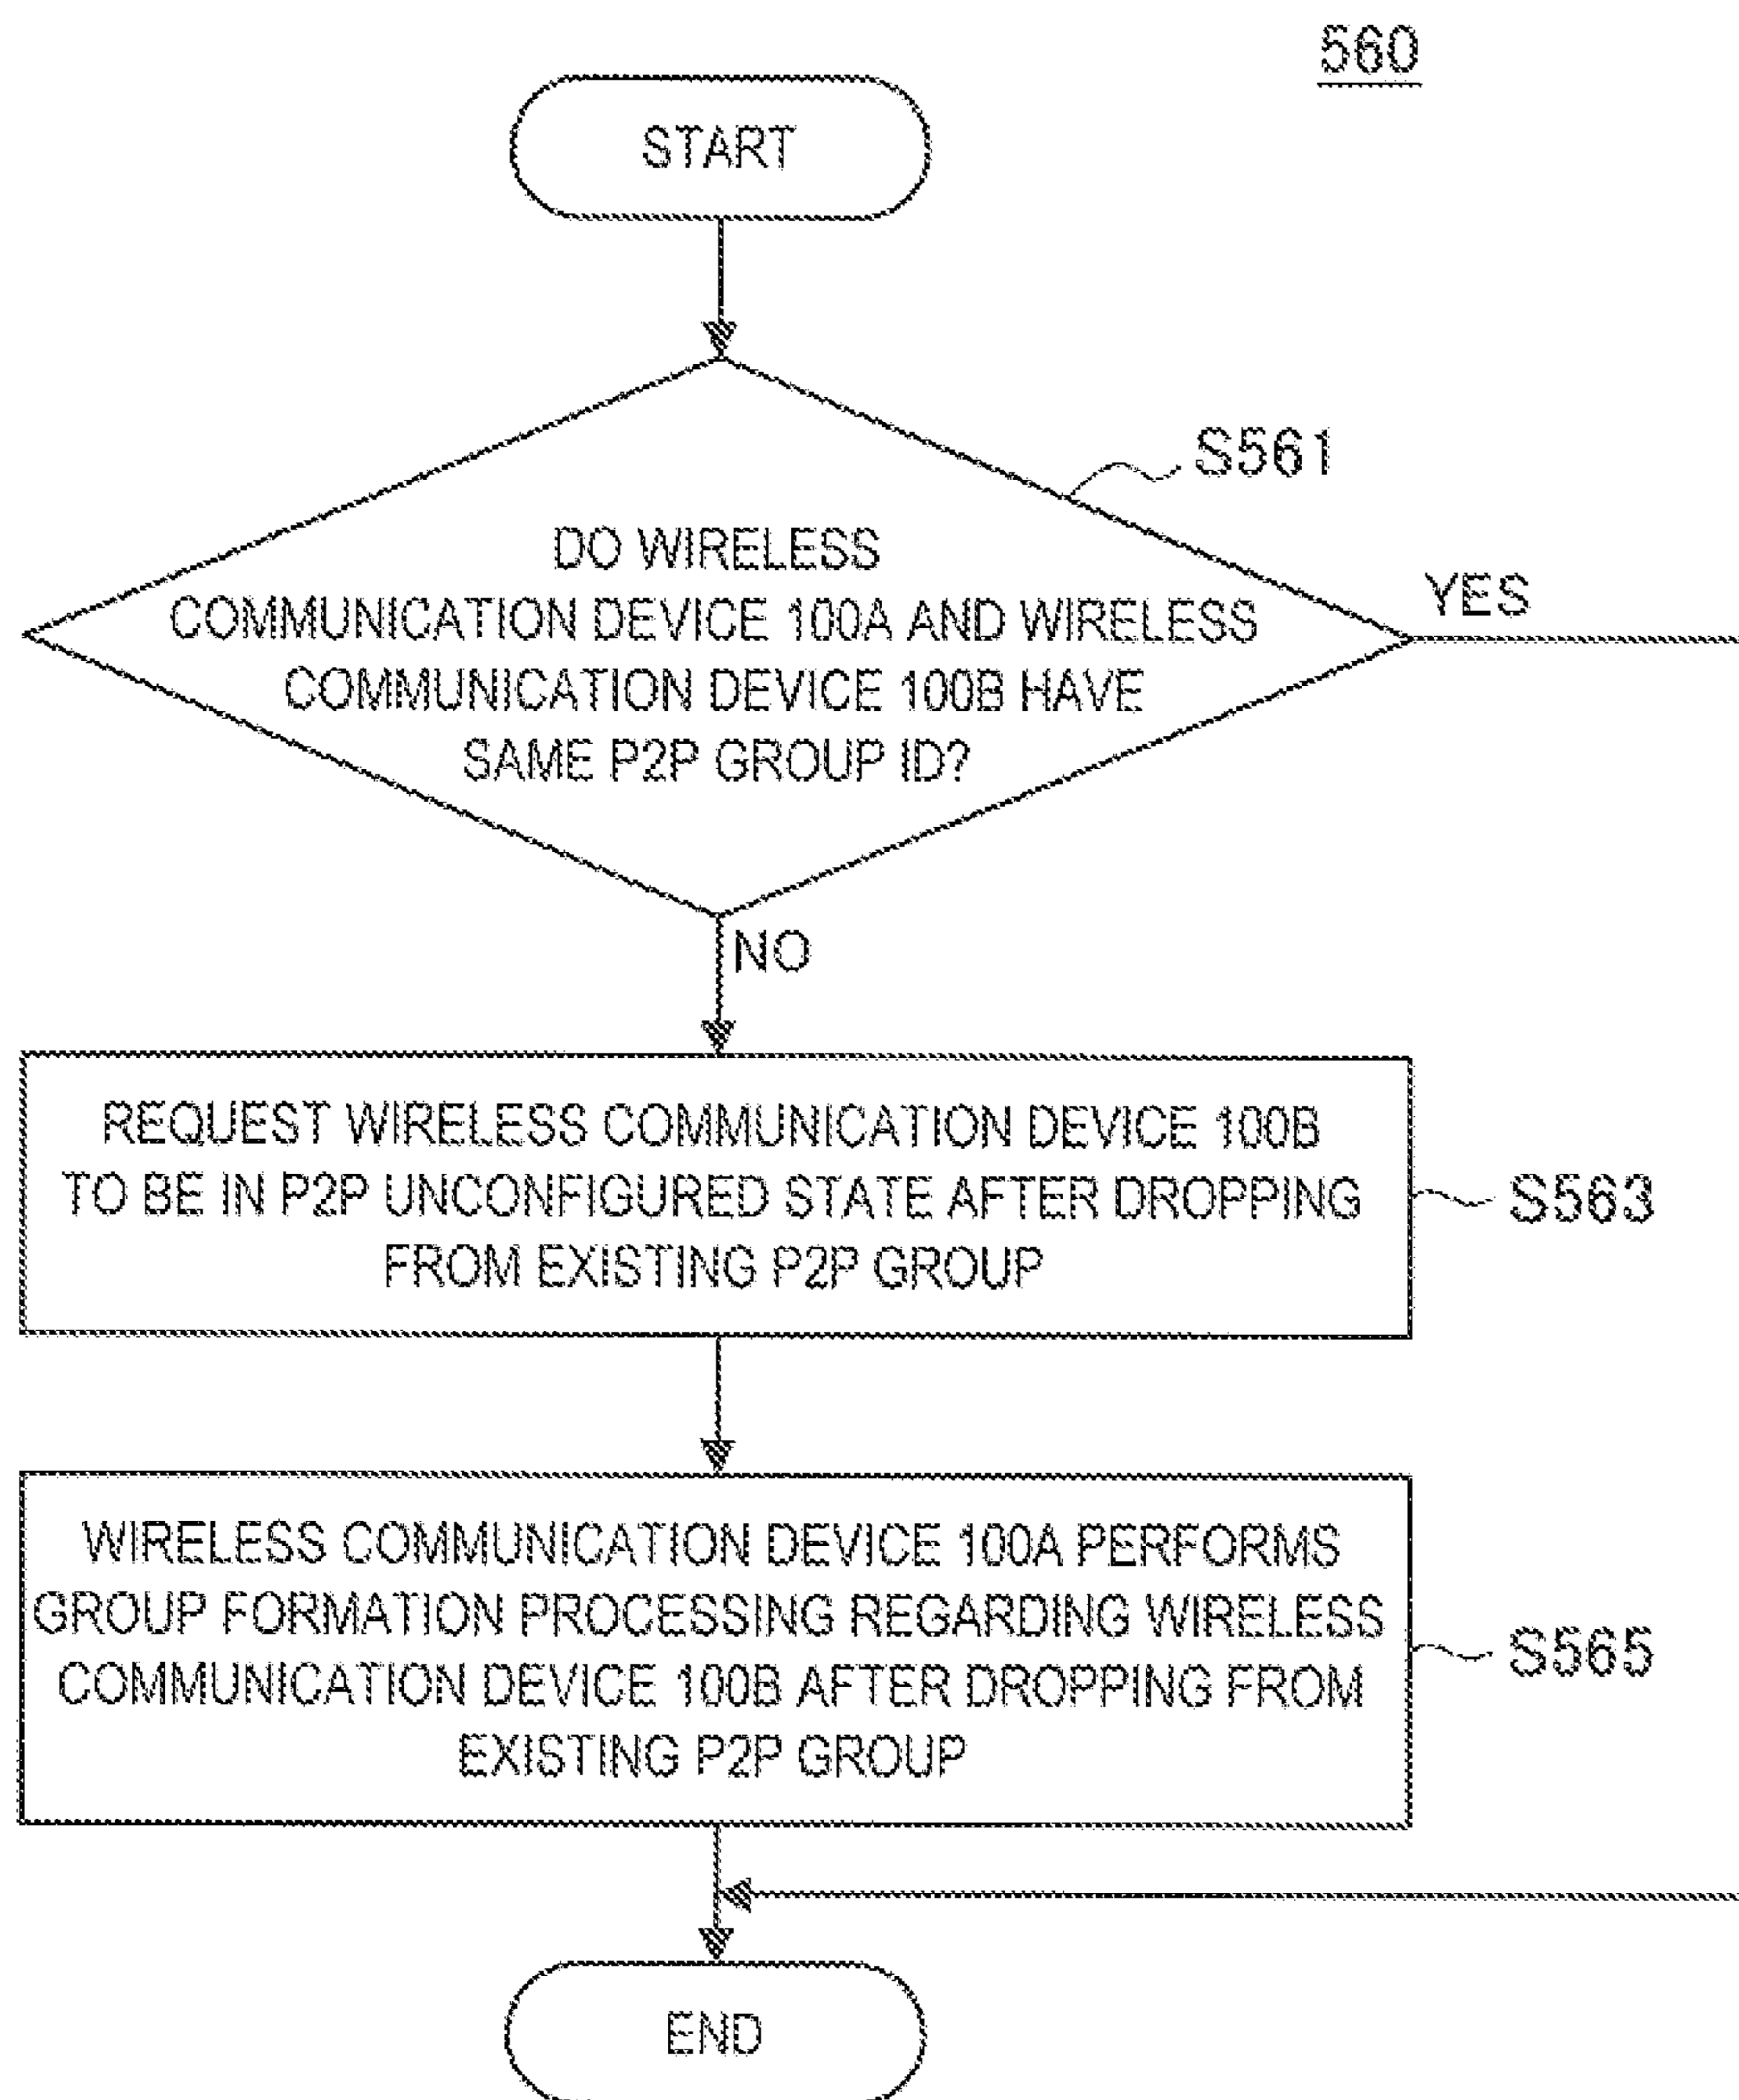 560
START
S561
DO WIRELESS
COMMUNICATION DEVICE 100A AND WIRELESS
COMMUNICATION DEVICE 100B HAVE
SAME P2P GROUP ID?
YES
NO
REQUEST WIRELESS COMMUNICATION DEVICE 100B
TO BE IN P2P UNCONFIGURED STATE AFTER DROPPING
FROM EXISTING P2P GROUP
S563
WIRELESS COMMUNICATION DEVICE 100A PERFORMS
GROUP FORMATION PROCESSING REGARDING WIRELESS
COMMUNICATION DEVICE 100B AFTER DROPPING FROM
EXISTING P2P GROUP
S565
END